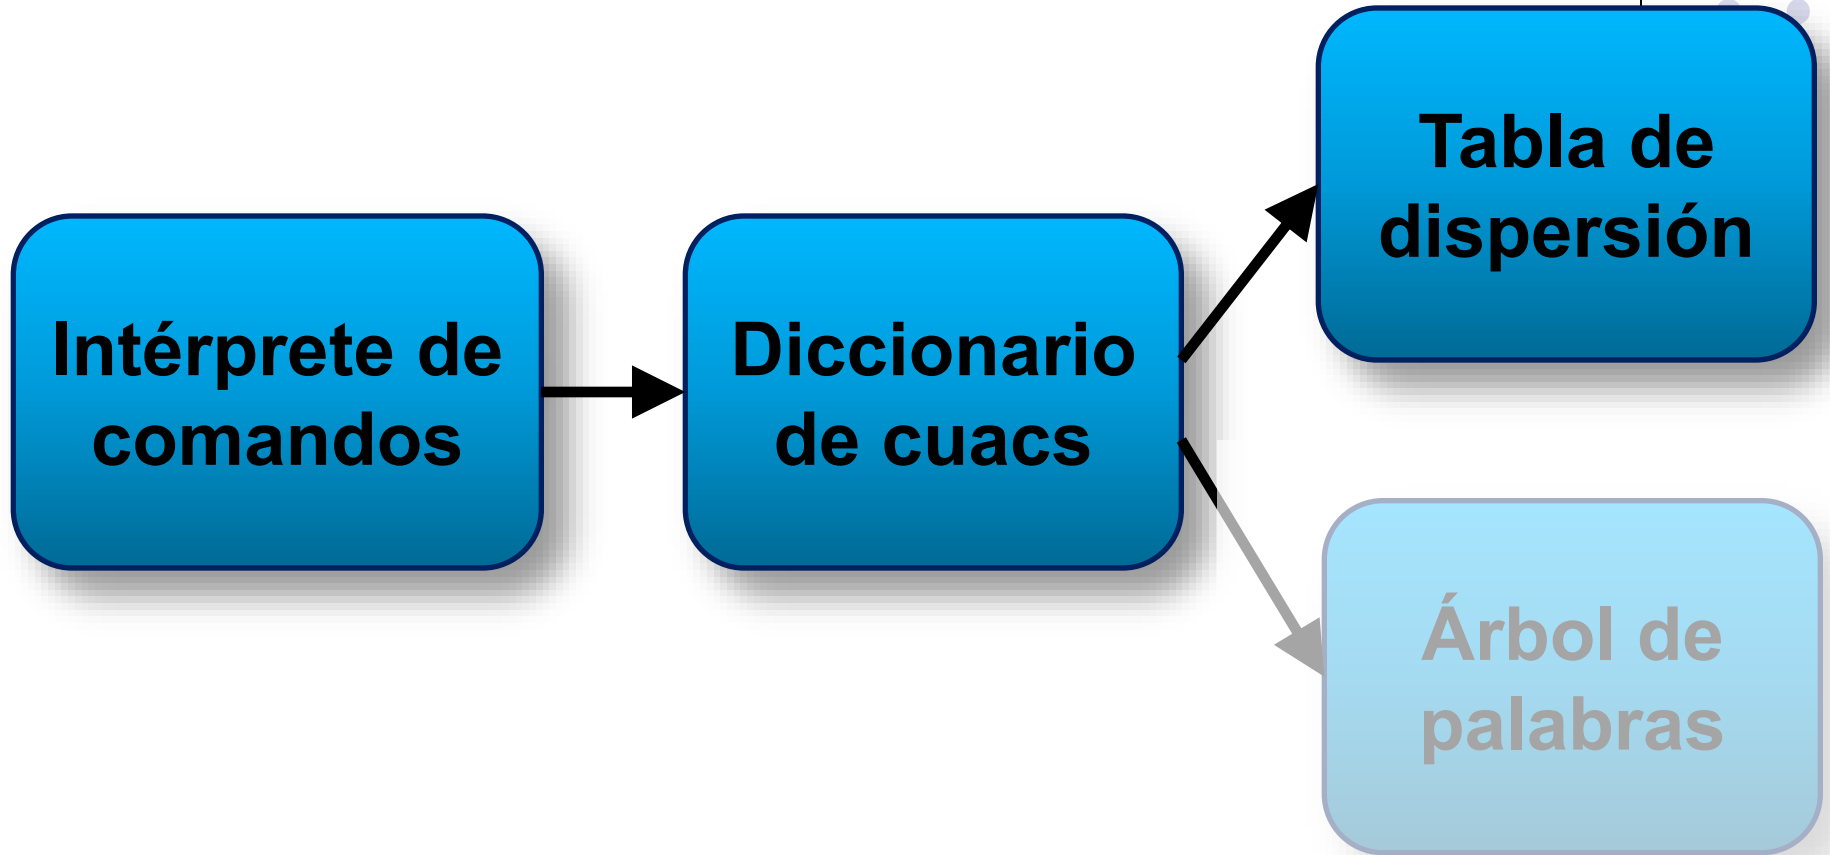 Intérprete de
comandos
Diccionario
de cuacs
Tabla de
dispersión
Árbol de
palabras